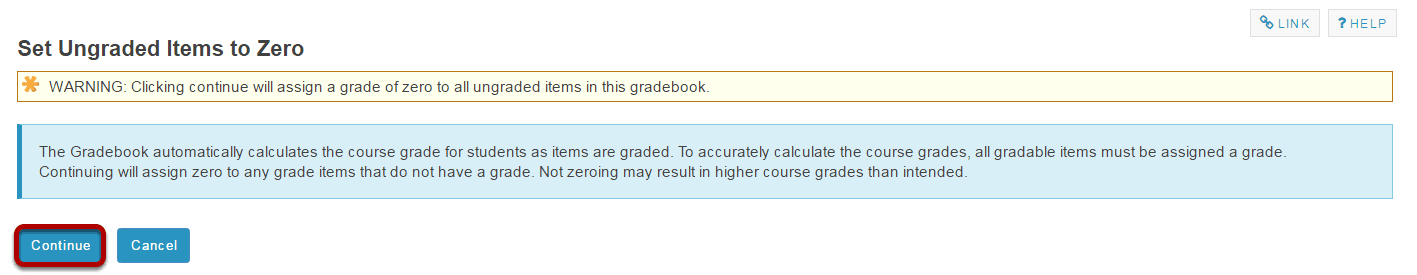 LINK
? HELP
Set Ungraded Items to Zero
WARNING: Clicking continue will assign a grade of zero to all ungraded items in this gradebook.
The Gradebook automatically calculates the course grade for students as items are graded. To accurately calculate the course grades, all gradable items must be assigned a grade.
Continuing will assign zero to any grade items that do not have a grade. Not zeroing may result in higher course grades than intended.
Continue
Cancel